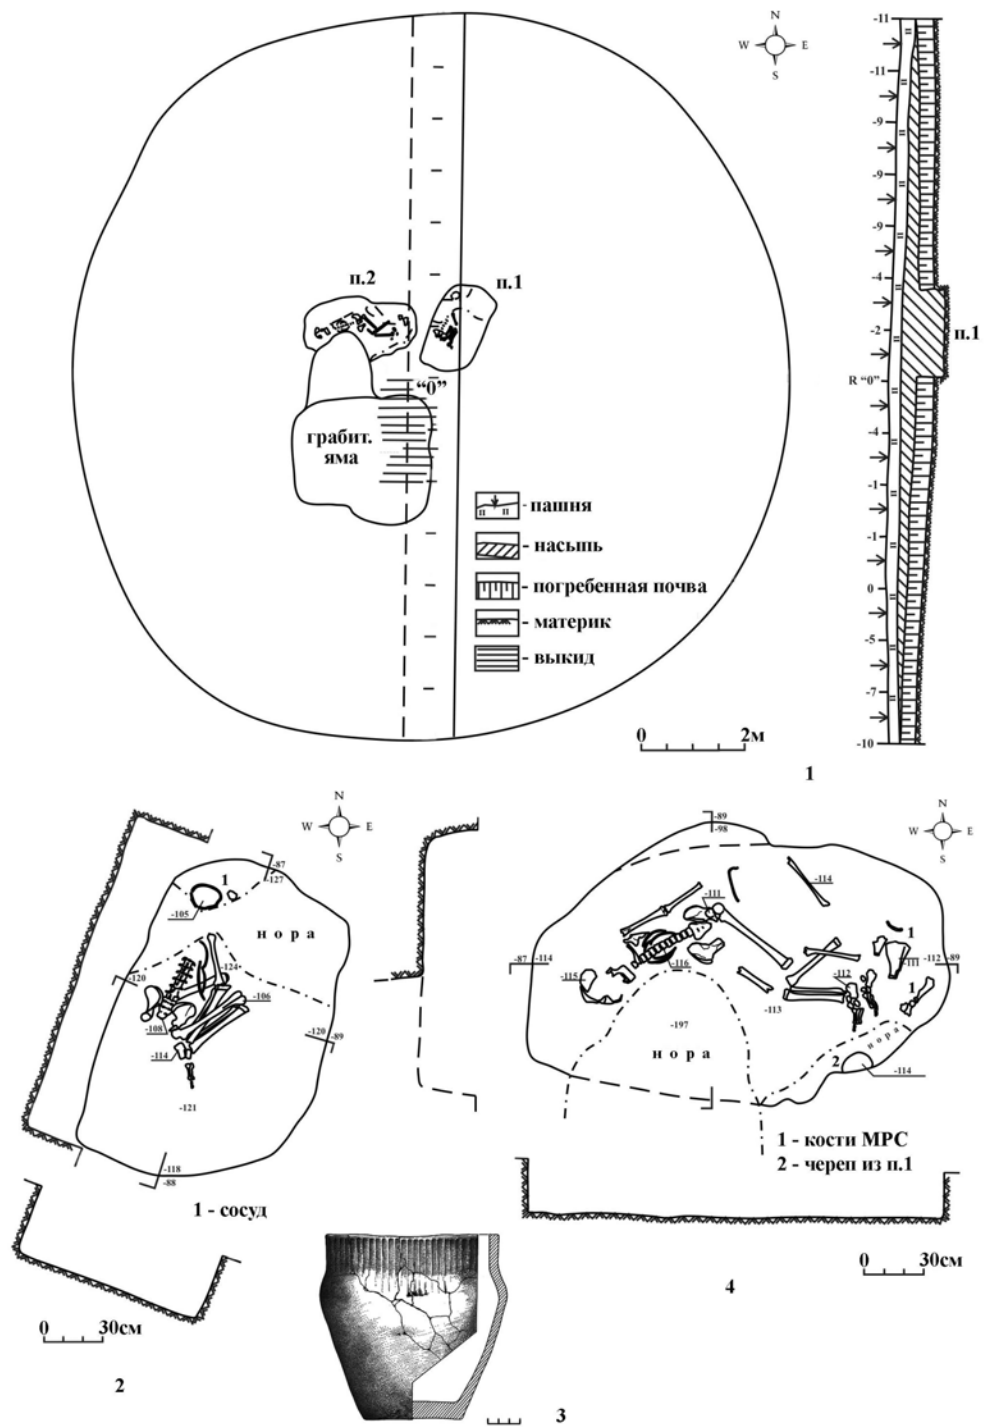 N
W E
S
п.2
п.1
"0"
грабит.
яма
- пашня
п п
- насыпь
- погребенная почва
- материк
- выкид
0 2м
1
-11
-11
-9
-9
-9
-4
-2
R "0"
-4
-1
-1
0
-5
-7
-10
п.1
N
W E
S
-87
-127
1
-105
нора
-120
-124
-106
-108
-120
-89
-114
-121
-118
-88
1 - сосуд
0 30см
2
3
N
W E
S
-89
-98
-114
-111
1
-87 -114
-116
-115
-112
-111
-112 -89
1
-113
-197
нора
нора
2
-114
1 - кости МРС
2 - череп из п.1
0 30см
4